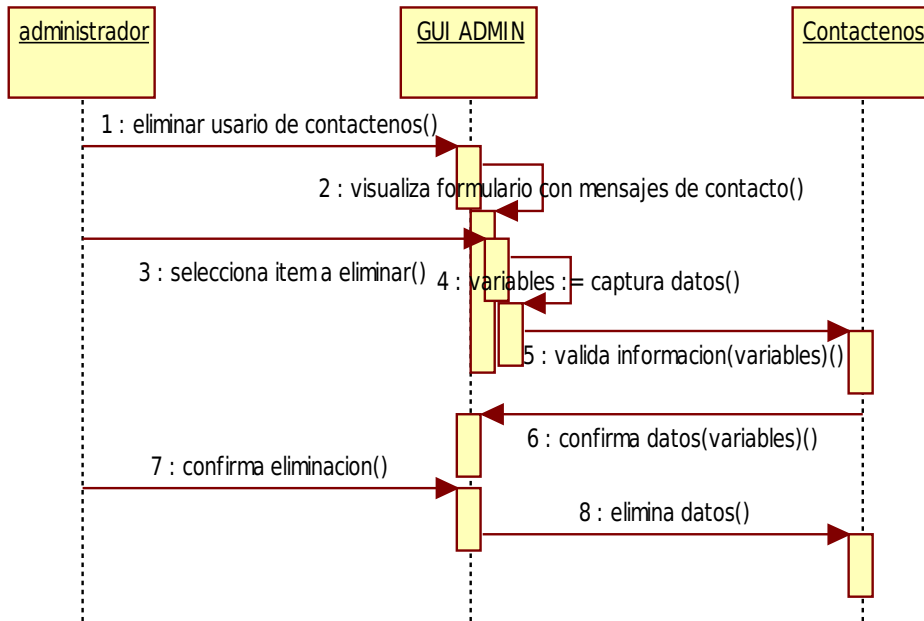 administrador
GUI ADMIN
Contactenos
1 : eliminar usario de contactenos()
2 : visualiza formulario con mensajes de contacto()
3 : selecciona item a eliminar()
4 : variables := captura datos()
5 : valida informacion(variables)()
6 : confirma datos(variables)()
7 : confirma eliminacion()
8 : elimina datos()